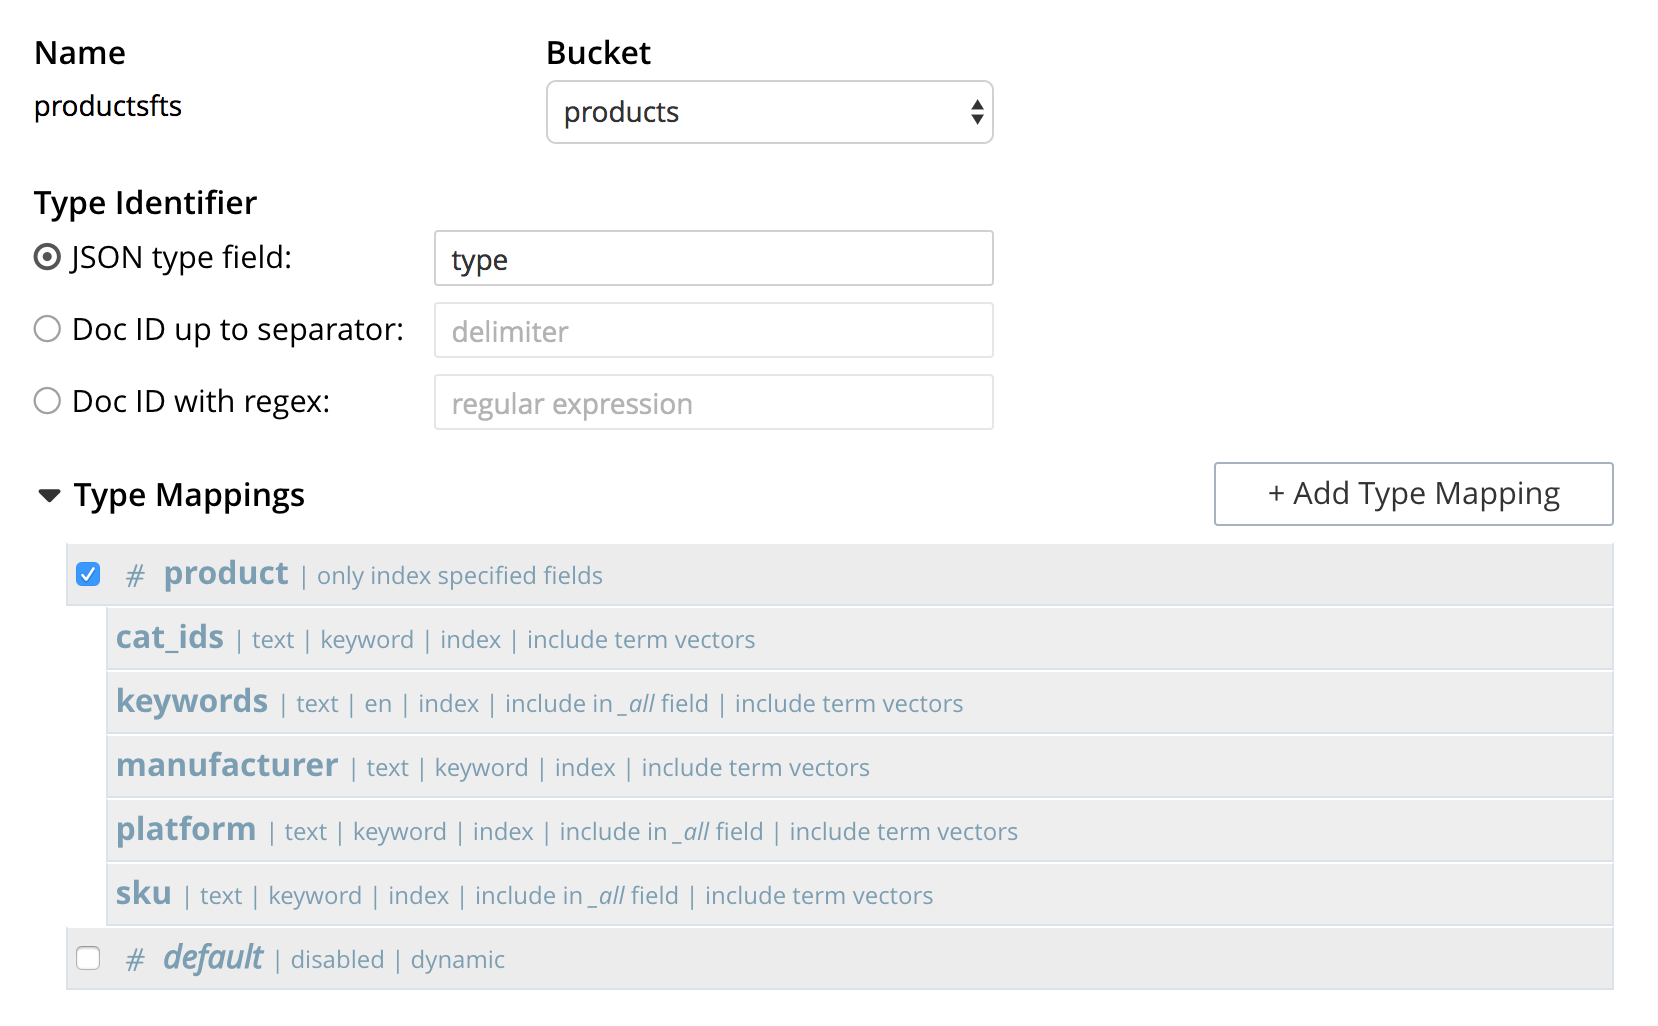 Name
Bucket
productsfts
products
Type Identifier
JSON type field:
type
Doc ID up to separator:
delimiter
Doc ID with regex:
regular expression
Type Mappings
+ Add Type Mapping
# product | only index specified fields
cat_ids | text | keyword | index | include term vectors
keywords | text | en | index | include in _all field | include term vectors
manufacturer | text | keyword | index | include term vectors
platform | text | keyword | index | include in _all field | include term vectors
sku | text | keyword | index | include in _all field | include term vectors
# default | disabled | dynamic